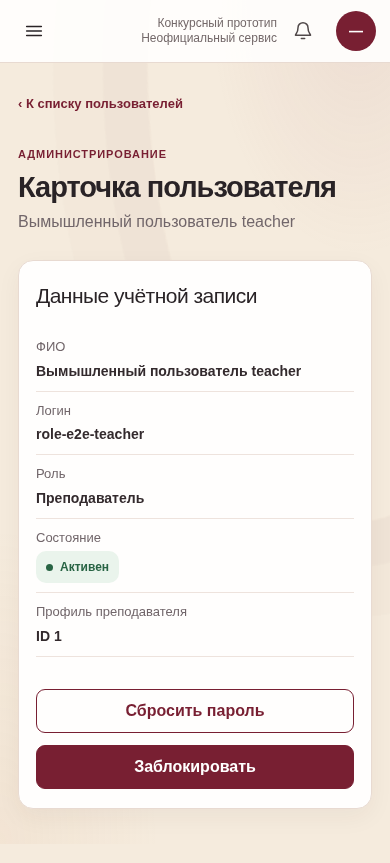 Конкурсный прототип
Неофициальный сервис
—
‹ К списку пользователей
АДМИНИСТРИРОВАНИЕ
Карточка пользователя
Вымышленный пользователь teacher
Данные учётной записи
ФИО
Вымышленный пользователь teacher
Логин
role-e2e-teacher
Роль
Преподаватель
Состояние
Активен
Профиль преподавателя
ID 1
Сбросить пароль
Заблокировать